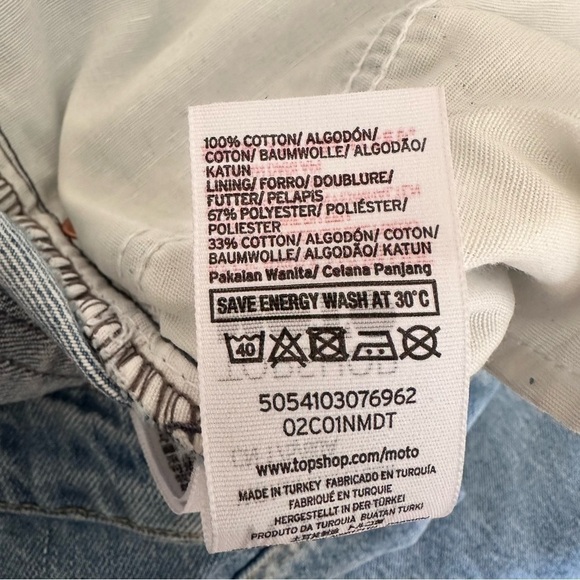 100% COTTON/ ALGODÓN/
COTON/ BAUMWOLLE/ ALGODÃO/
KATUN
LINING/ FORRO/ DOUBLURE/
FUTTER/ PELAPIS
67% POLYESTER/ POLIÉSTER/
POLIESTER
33% COTTON/ ALGODÓN/ COTON/
BAUMWOLLE/ ALGODÃO/ KATUN
Pakaian Wanita/ Celana Panjang
SAVE ENERGY WASH AT 30°C
40
5054103076962
02C01NMDT
www.topshop.com/moto
MADE IN TURKEY FABRICADO EN TURQUÍA
FABRIQUÉ EN TURQUIE
HERGESTELLT IN DER TÜRKEI
PRODUTO DA TURQUIA BUATAN TURKI